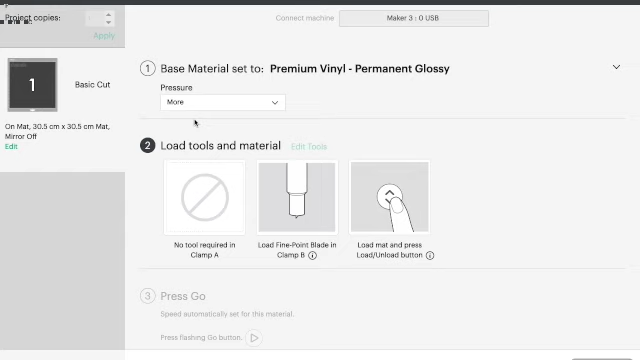 Project copies:
Apply
1
Basic Cut
On Mat, 30.5 cm x 30.5 cm Mat,
Mirror Off
Edit
Connect machine
Maker 3 : 0 USB
1 Base Material set to: Premium Vinyl - Permanent Glossy
Pressure
More
2 Load tools and material Edit Tools
No tool required in
Clamp A
Load Fine-Point Blade in
Clamp B
Load mat and press
Load/Unload button
3 Press Go
Speed automatically set for this material.
Press flashing Go button.